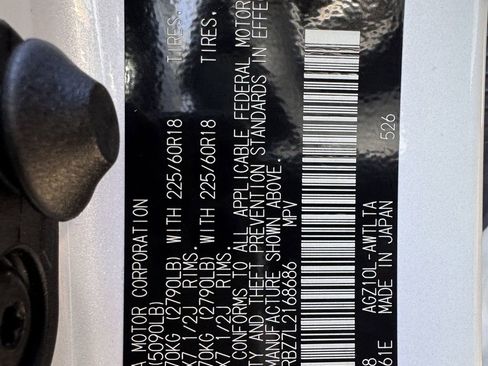 A MOTOR CORPORATION
(5090LB)
70KG (2790LB) WITH 225/60R18 TIRES.
X7 1/2J RIMS.
70KG (2790LB) WITH 225/60R18 TIRES.
X7 1/2J RIMS.
CONFORMS TO ALL APPLICABLE FEDERAL MOTOR
TY AND THEFT PREVENTION STANDARDS IN EFFE
MANUFACTURE SHOWN ABOVE.
RBZ7L2168686 MPV
8 AGZ10L-AWTLTA
61E MADE IN JAPAN 526